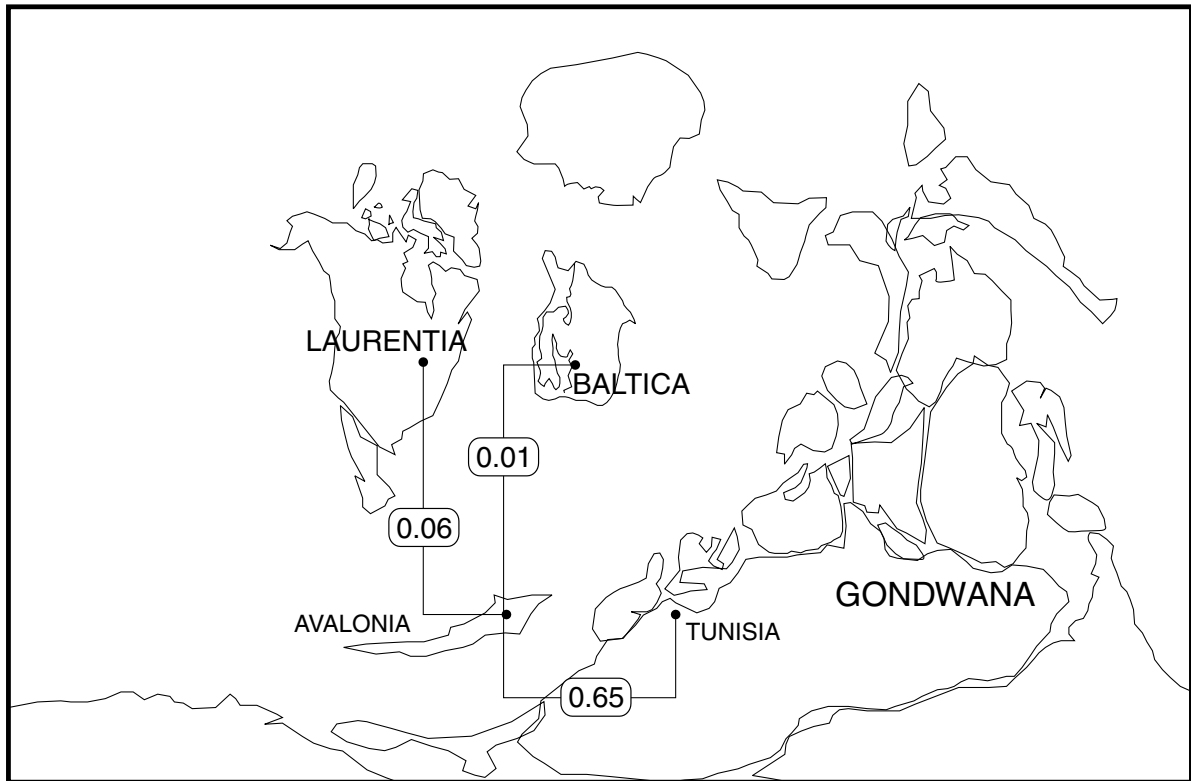 LAURENTIA
BALTICA
0.01
0.06
GONDWANA
AVALONIA
TUNISIA
0.65